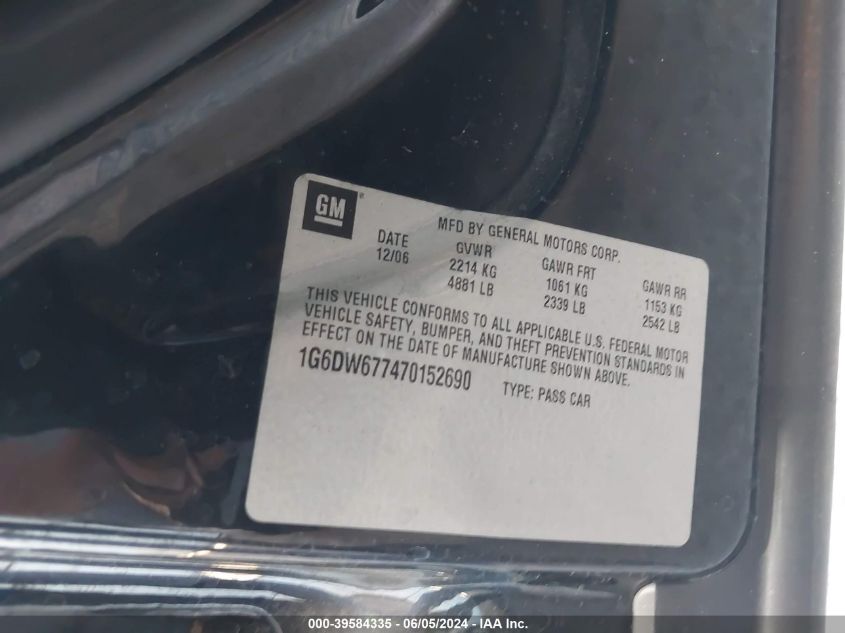 GM ®
MFD BY GENERAL MOTORS CORP.
DATE GVWR GAWR FRT GAWR RR
12/06 2214 KG 1061 KG 1153 KG
4881 LB 2339 LB 2542 LB
THIS VEHICLE CONFORMS TO ALL APPLICABLE U.S. FEDERAL MOTOR
VEHICLE SAFETY, BUMPER, AND THEFT PREVENTION STANDARDS IN
EFFECT ON THE DATE OF MANUFACTURE SHOWN ABOVE.
1G6DW677470152690 TYPE: PASS CAR
000-39584335 - 06/05/2024 - IAA Inc.